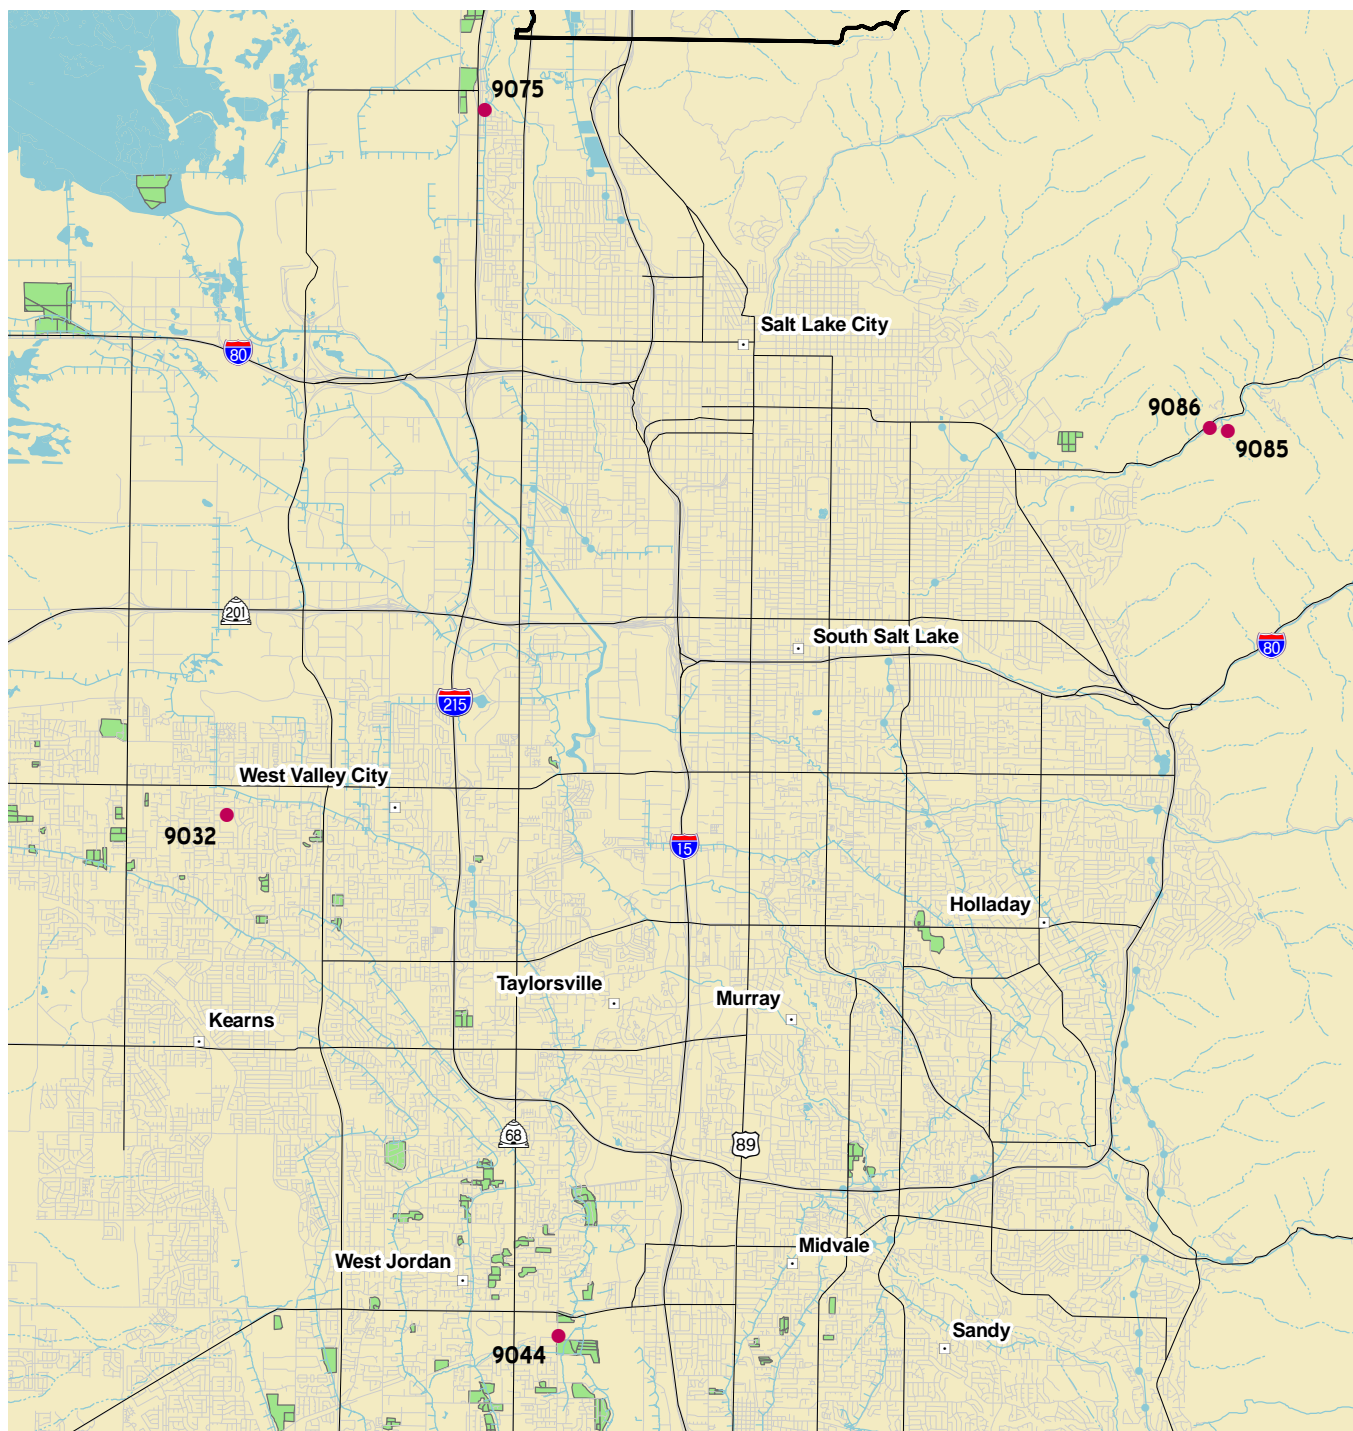 9075
Salt Lake City
80
9086
9085
201
South Salt Lake
80
215
West Valley City
9032
15
Holladay
Taylorsville
Murray
Kearns
68
89
Midvale
West Jordan
Sandy
9044